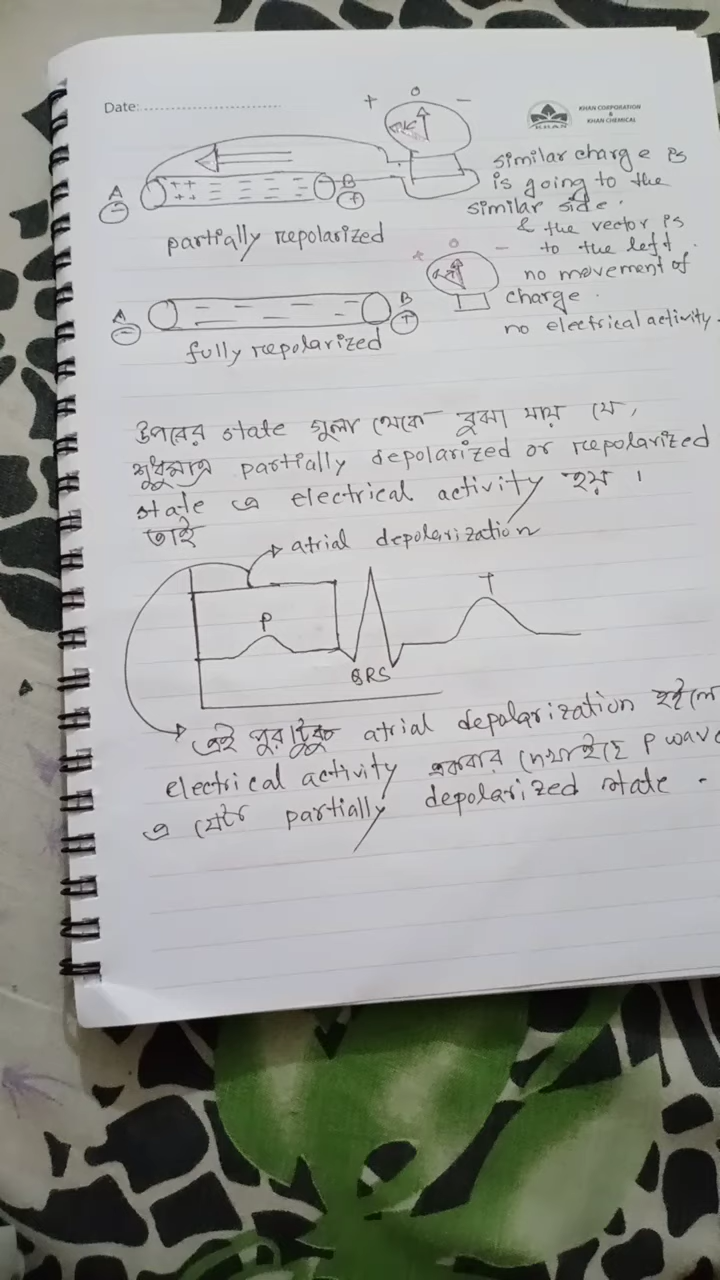 Date:
KHAN CORPORATION
&
KHAN CHEMICAL
KHAN
+ 0 -
A - ++ ++ B +
partially repolarized
similar charge is
is going to the
similar side.
& the vector is
to the left.
+ 0 -
no movement of
charge.
no electrical activity.
A - B +
fully repolarized
উপরের state গুলা থেকে বুঝা যায় যে,
শুধুমাত্র partially depolarized or repolarized
state এ electrical activity হয় ।
তাই
atrial depolarization
P
T
QRS
এই পুরা atrial depolarization হইলে
electrical activity একবার দেখাইছে P wave
এ যেটা partially depolarized state.